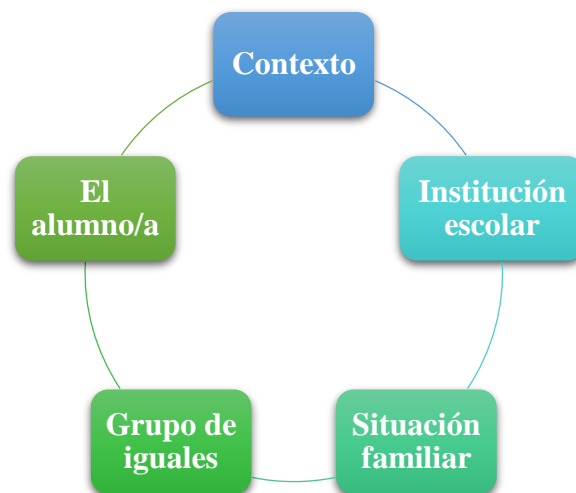 Contexto
Institución
escolar
Situación
familiar
Grupo de
iguales
El
alumno/a